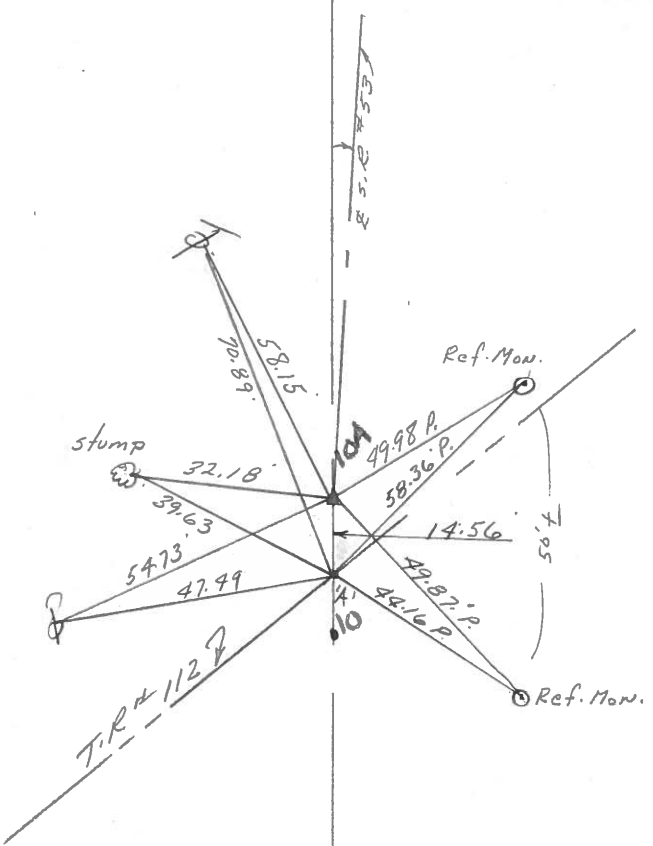 ℄ S.R. #53
70.89'
58.15
Ref. Mon.
stump
10A
49.98 P.
32.18'
58.36' P.
39.63
14.56'
50' ±
54.73'
49.87' P.
47.49
'A'
44.16 P.
10
T.R # 112
Ref. Mon.